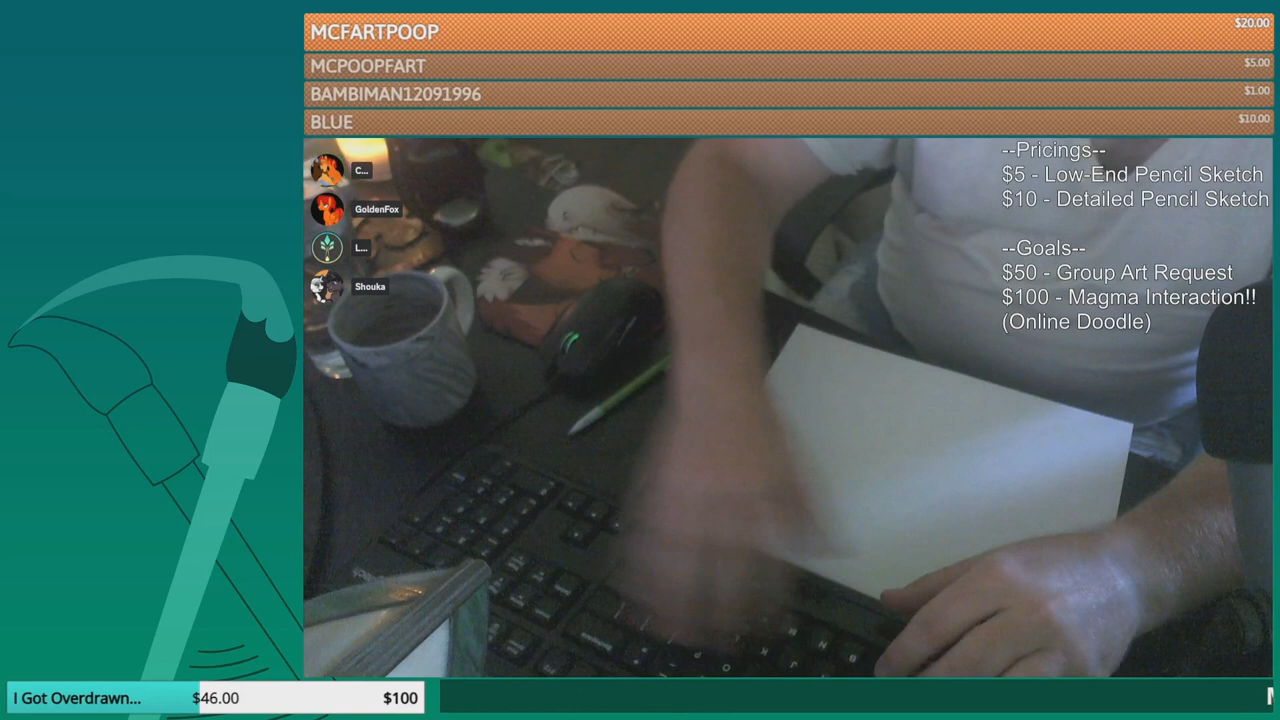 MCFARTPOOP $20.00
MCPOOPFART $5.00
BAMBIMAN12091996 $1.00
BLUE $10.00
C...
GoldenFox
L...
Shouka
--Pricings--
$5 - Low-End Pencil Sketch
$10 - Detailed Pencil Sketch
--Goals--
$50 - Group Art Request
$100 - Magma Interaction!!
(Online Doodle)
I Got Overdrawn... $46.00 $100